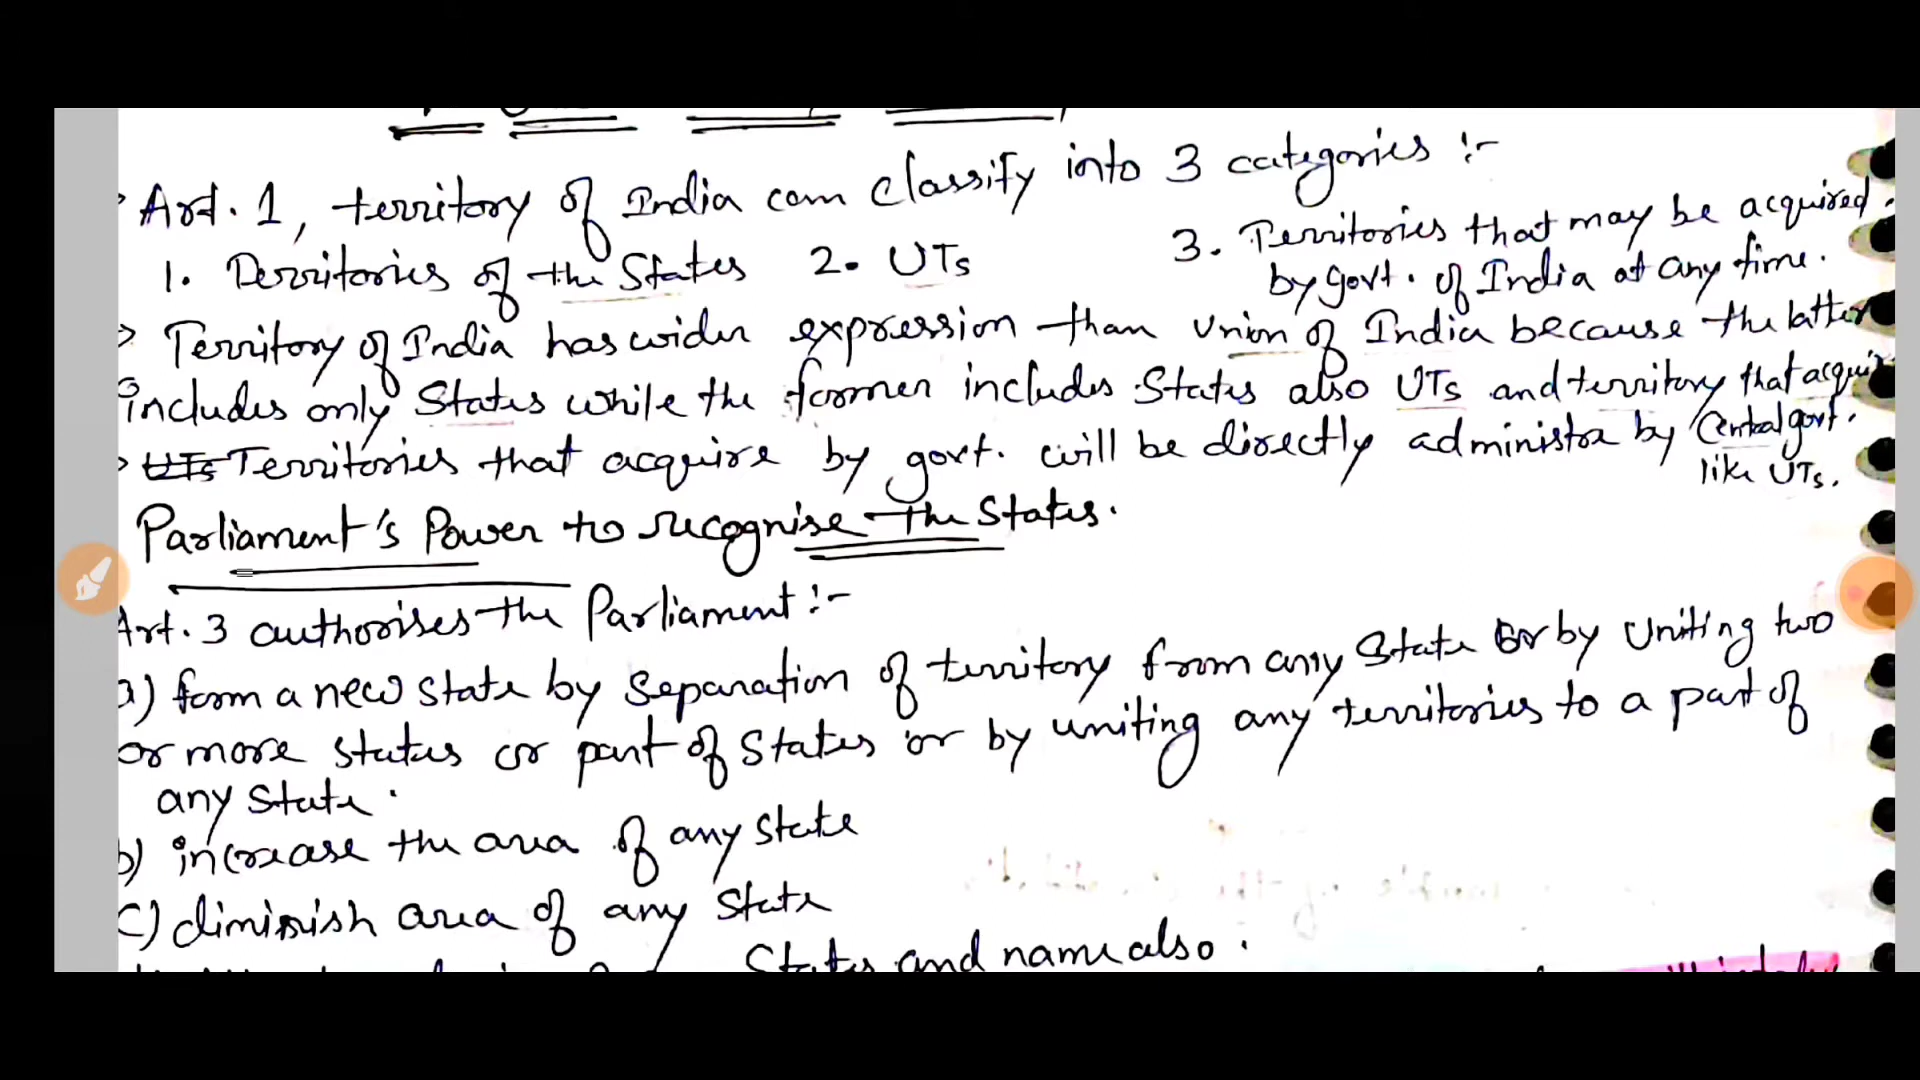 Art. 1, territory of India can classify into 3 categories :-
1. Territories of the States 2. UTs 3. Territories that may be acquired
by govt. of India at any time.
Territory of India has wider expression than Union of India because the latter
includes only States while the former includes States also UTs and territory that acquir
UTs Territories that acquire by govt. will be directly administra by Central govt.
like UTs.
Parliament's Power to recognise the States.
Art. 3 authorises the Parliament :-
a) form a new state by separation of territory from any State or by Uniting two
or more states or part of States or by uniting any territories to a part of
any State.
b) increase the area of any state
c) diminish area of any State
States and name also.